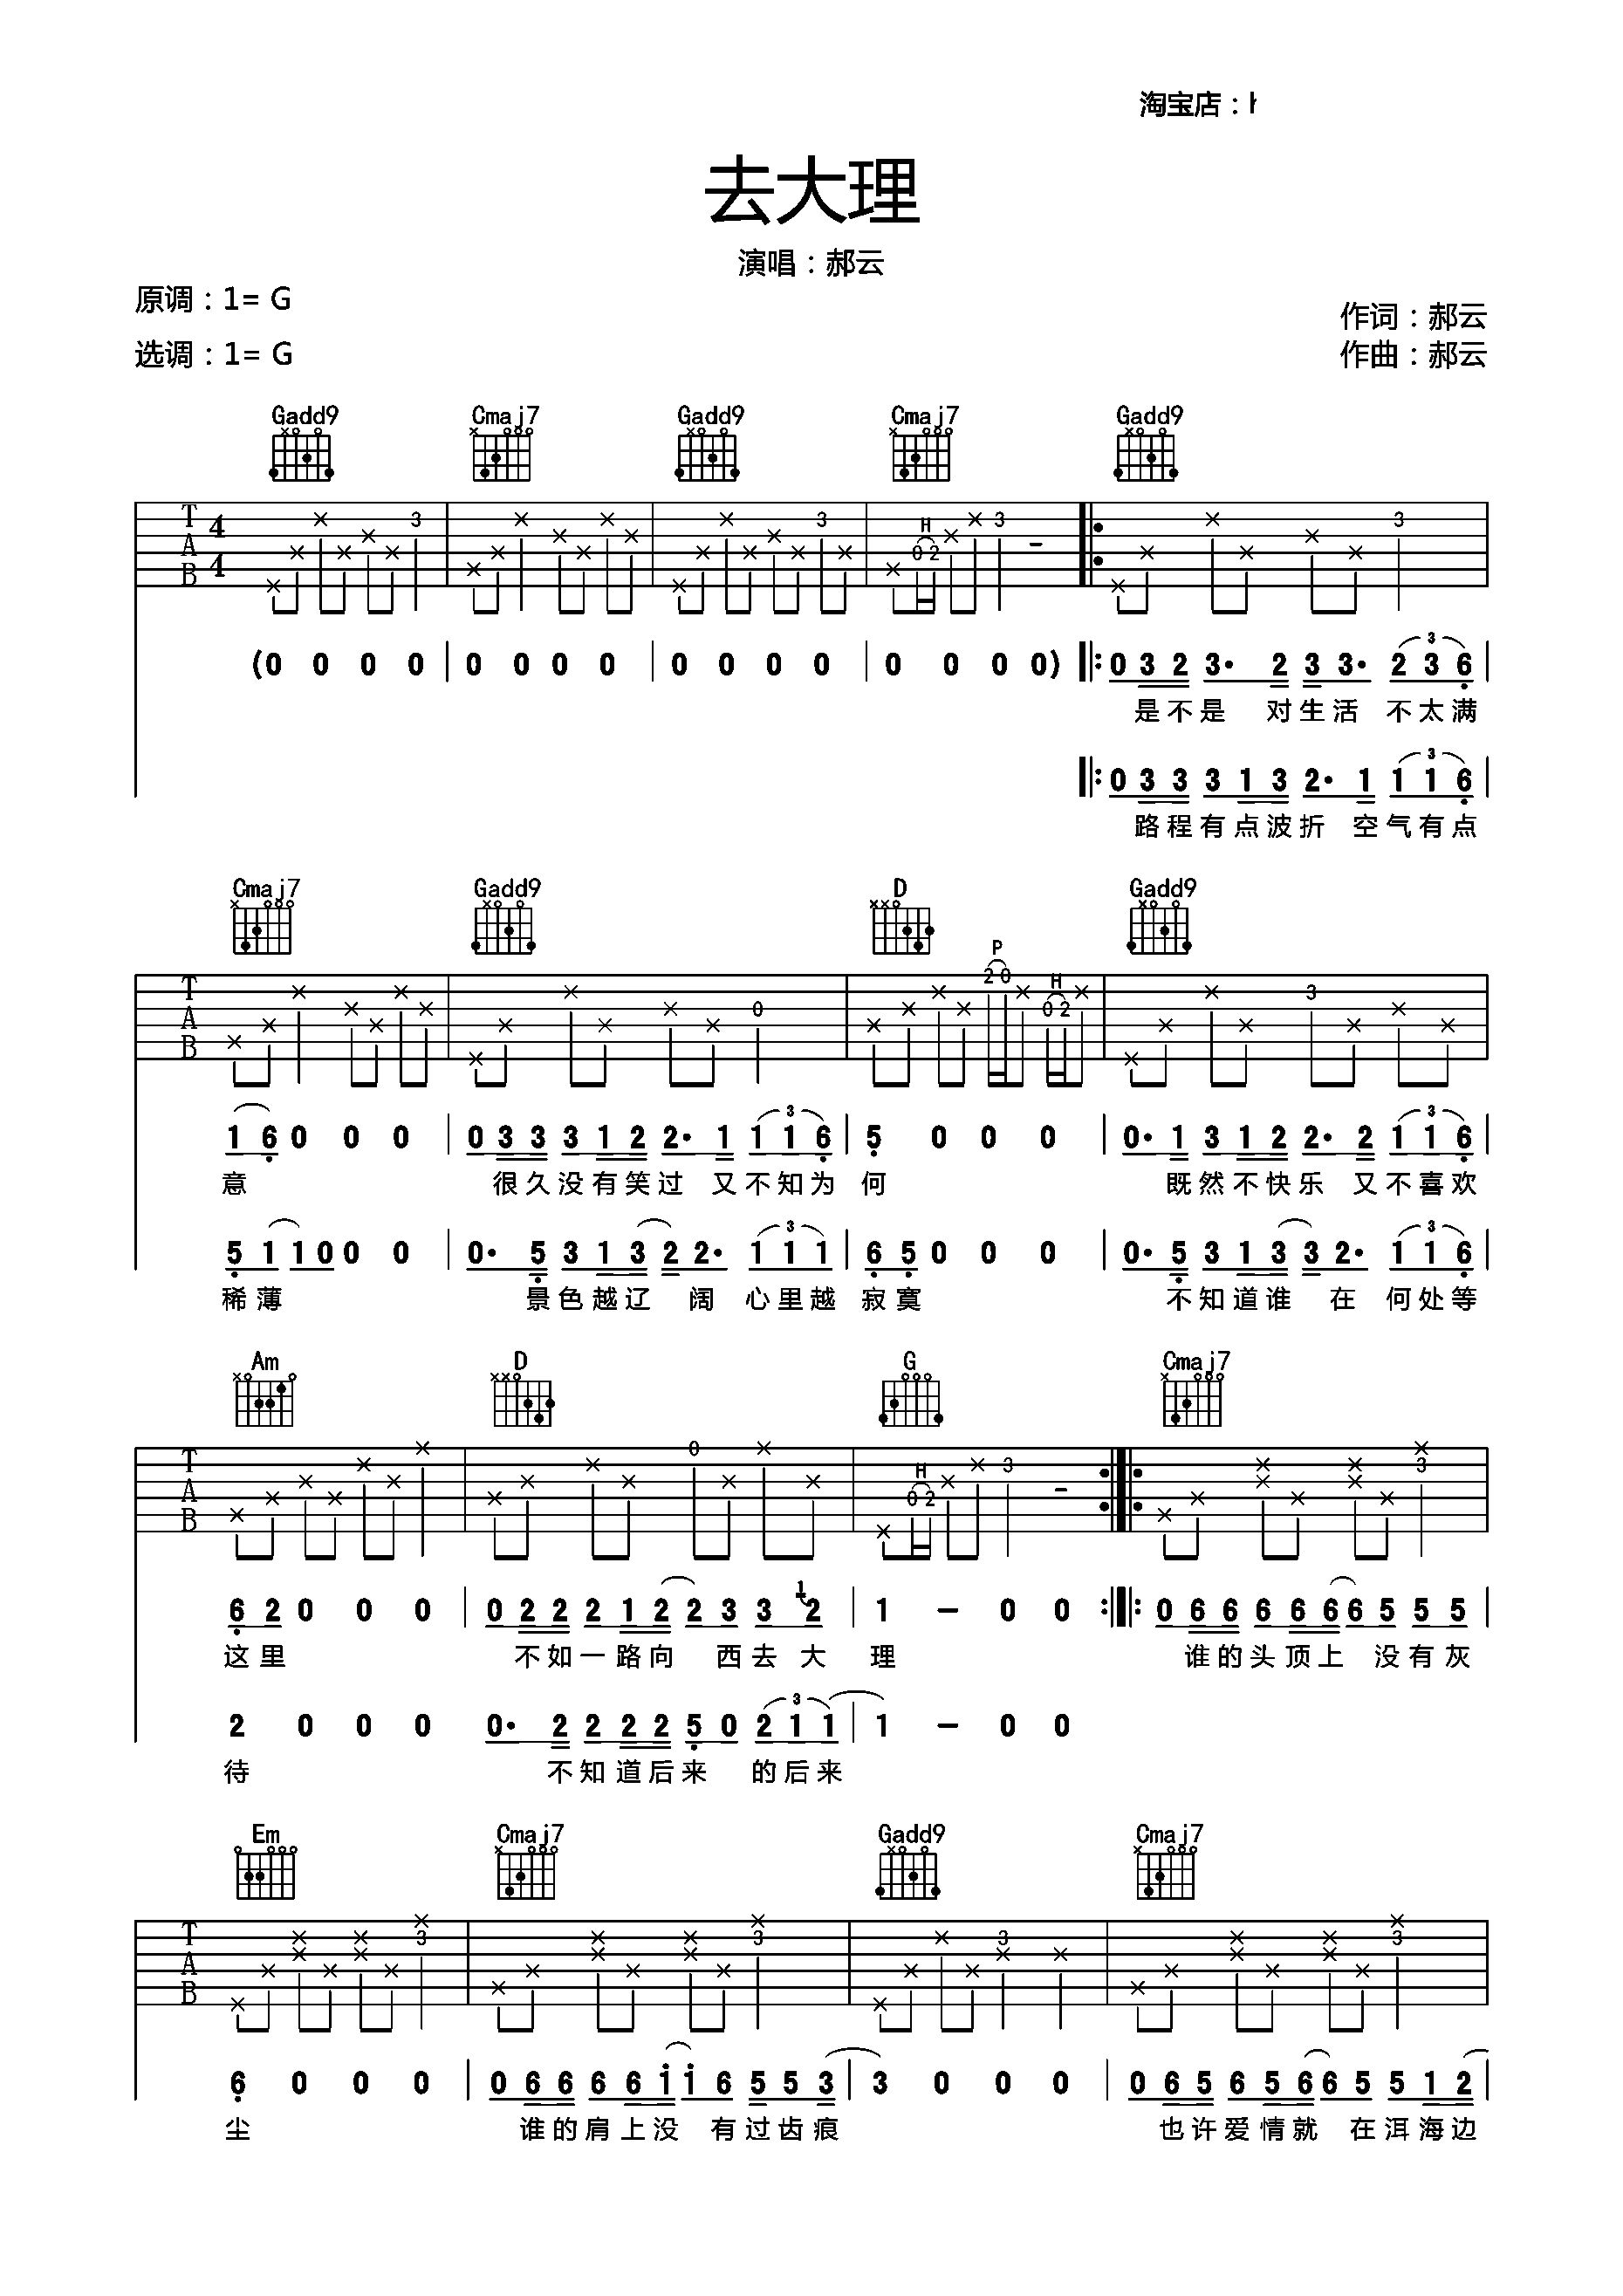 淘宝店：
去大理
演唱：郝云
原调：1= G
作词：郝云
选调：1= G
作曲：郝云
Gadd9 Cmaj7 Gadd9 Cmaj7 Gadd9
T A B 4 4 3 H 0 2 3 3
(0 0 0 0 | 0 0 0 0 | 0 0 0 0 | 0 0 0 0) ‖: 0 3 2 3· 2 3 3· 2 3 6 |
是不是 对生活 不太满
‖: 0 3 3 3 1 3 2· 1 1 1 6 |
路程有点波折 空气有点
Cmaj7 Gadd9 D Gadd9
T A B 0 P 2 0 H 0 2 3
1 6 0 0 0 | 0 3 3 3 1 2 2· 1 1 1 6 | 5 0 0 0 | 0· 1 3 1 2 2· 2 1 1 6 |
意 很久没有笑过 又不知为 何 既然不快乐 又不喜欢
5 1 1 0 0 0 | 0· 5 3 1 3 2 2· 1 1 1 | 6 5 0 0 0 | 0· 5 3 1 3 3 2· 1 1 6 |
稀薄 景色越辽 阔 心里越 寂寞 不知道谁 在 何处等
Am D G Cmaj7
T A B 0 H 0 2 3 3
6 2 0 0 0 | 0 2 2 2 1 2 2 3 3 1 2 | 1 - 0 0 :‖: 0 6 6 6 6 6 6 5 5 5 |
这里 不如一路向 西去大 理 谁的头顶上 没有灰
2 0 0 0 0· 2 2 2 2 5 0 2 1 1 | 1 - 0 0
待 不知道后来 的后来
Em Cmaj7 Gadd9 Cmaj7
T A B 3 3 3 3
6 0 0 0 | 0 6 6 6 6 1 1 6 5 5 3 | 3 0 0 0 | 0 6 5 6 5 6 6 5 5 1 2 |
尘 谁的肩上没 有过齿痕 也许爱情就 在洱海边